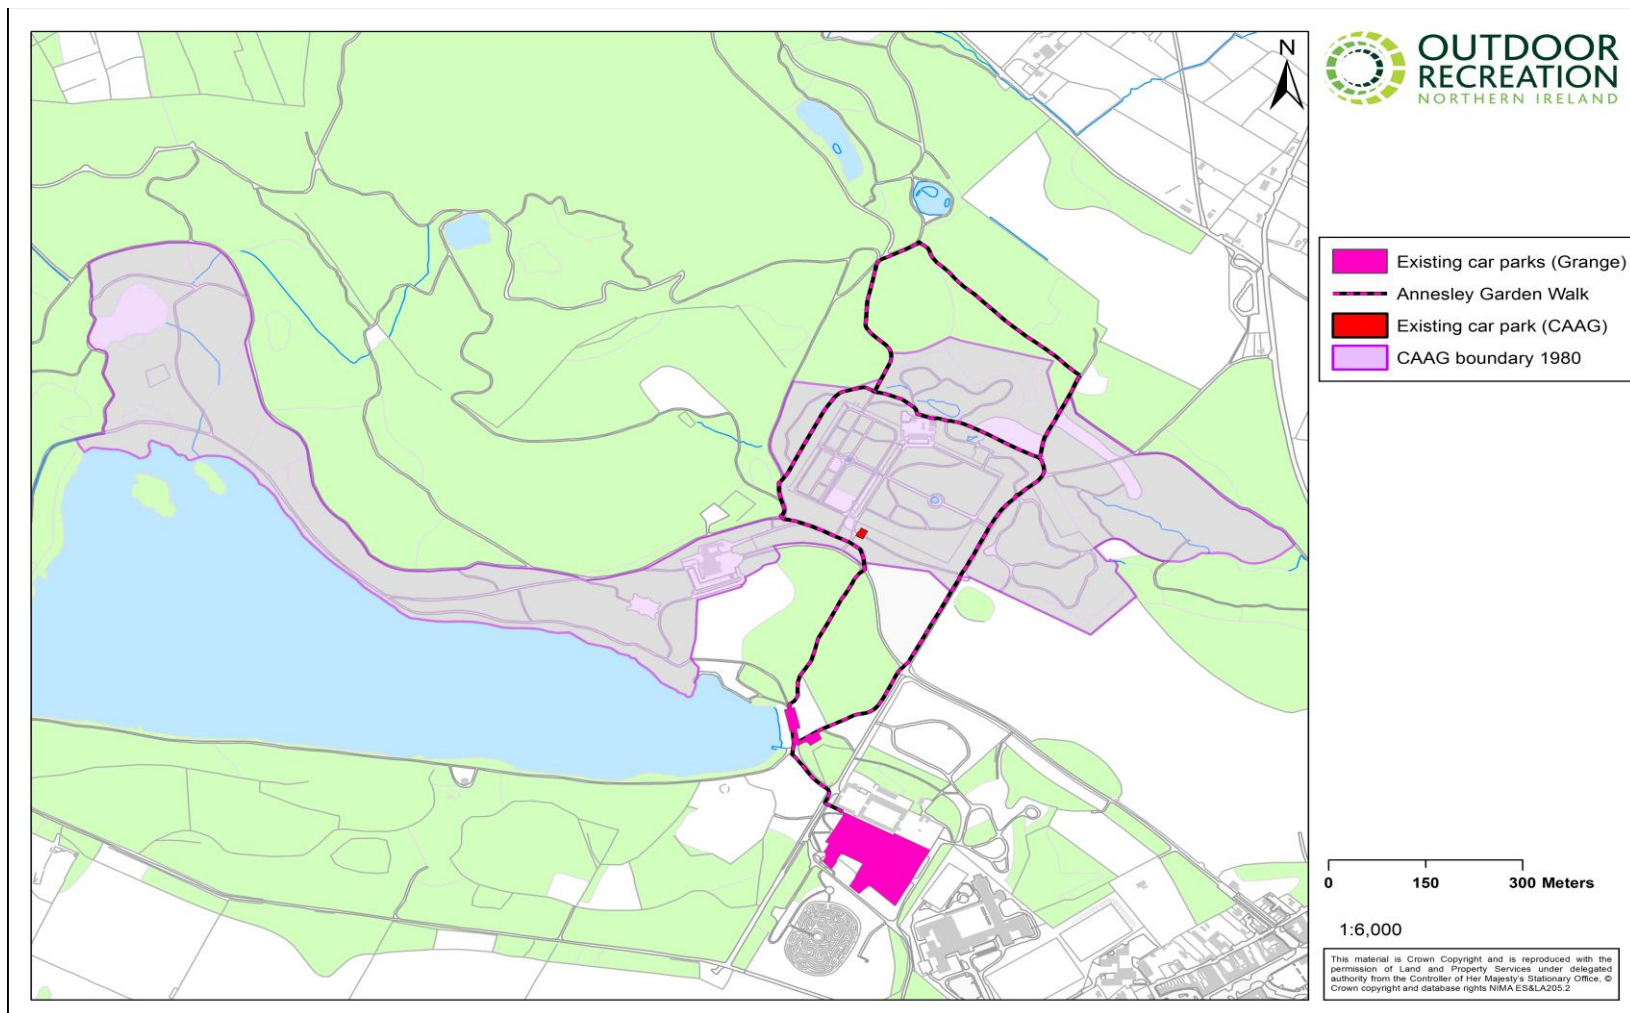 N
OUTDOOR
RECREATION
NORTHERN IRELAND
Existing car parks (Grange)
Annesley Garden Walk
Existing car park (CAAG)
CAAG boundary 1980
0 150 300 Meters
1:6,000
This material is Crown Copyright and is reproduced with the
permission of Land and Property Services under delegated
authority from the Controller of Her Majesty's Stationary Office, ©
Crown copyright and database rights NIMA ES&LA205.2